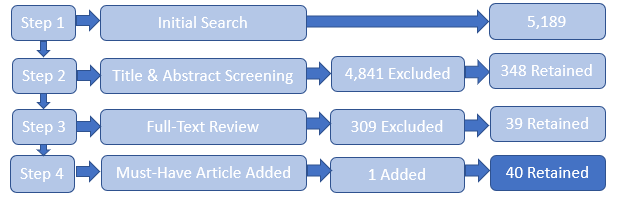 Step 1 Initial Search 5,189
Step 2 Title & Abstract Screening 4,841 Excluded 348 Retained
Step 3 Full-Text Review 309 Excluded 39 Retained
Step 4 Must-Have Article Added 1 Added 40 Retained